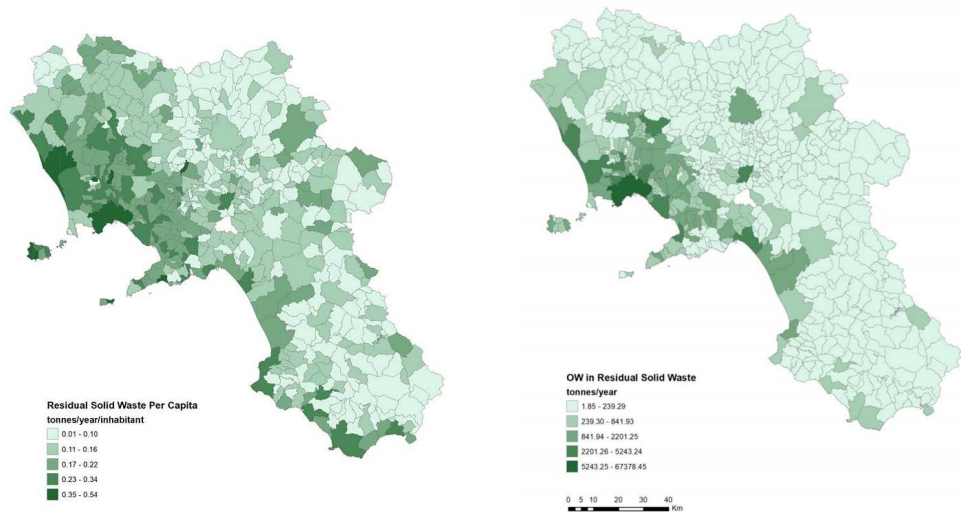 Residual Solid Waste Per Capita
tonnes/year/inhabitant
0.01 - 0.10
0.11 - 0.16
0.17 - 0.22
0.23 - 0.34
0.35 - 0.54
OW in Residual Solid Waste
tonnes/year
1.85 - 239.29
239.30 - 841.93
841.94 - 2201.25
2201.26 - 5243.24
5243.25 - 67378.45
0 5 10 20 30 40
Km